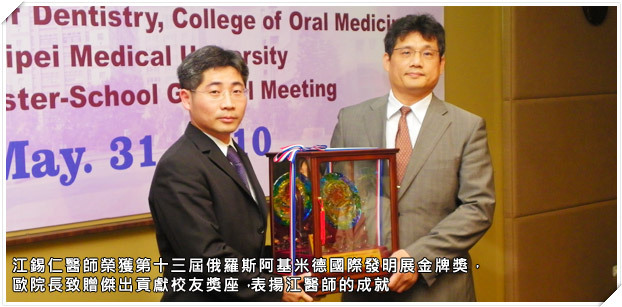 r Dentistry, College of Oral Medicine
ipei Medical University
ster-School G l Meeting
May. 31 10
江錫仁醫師榮獲第十三屆俄羅斯阿基米德國際發明展金牌獎，
歐院長致贈傑出貢獻校友獎座，表揚江醫師的成就